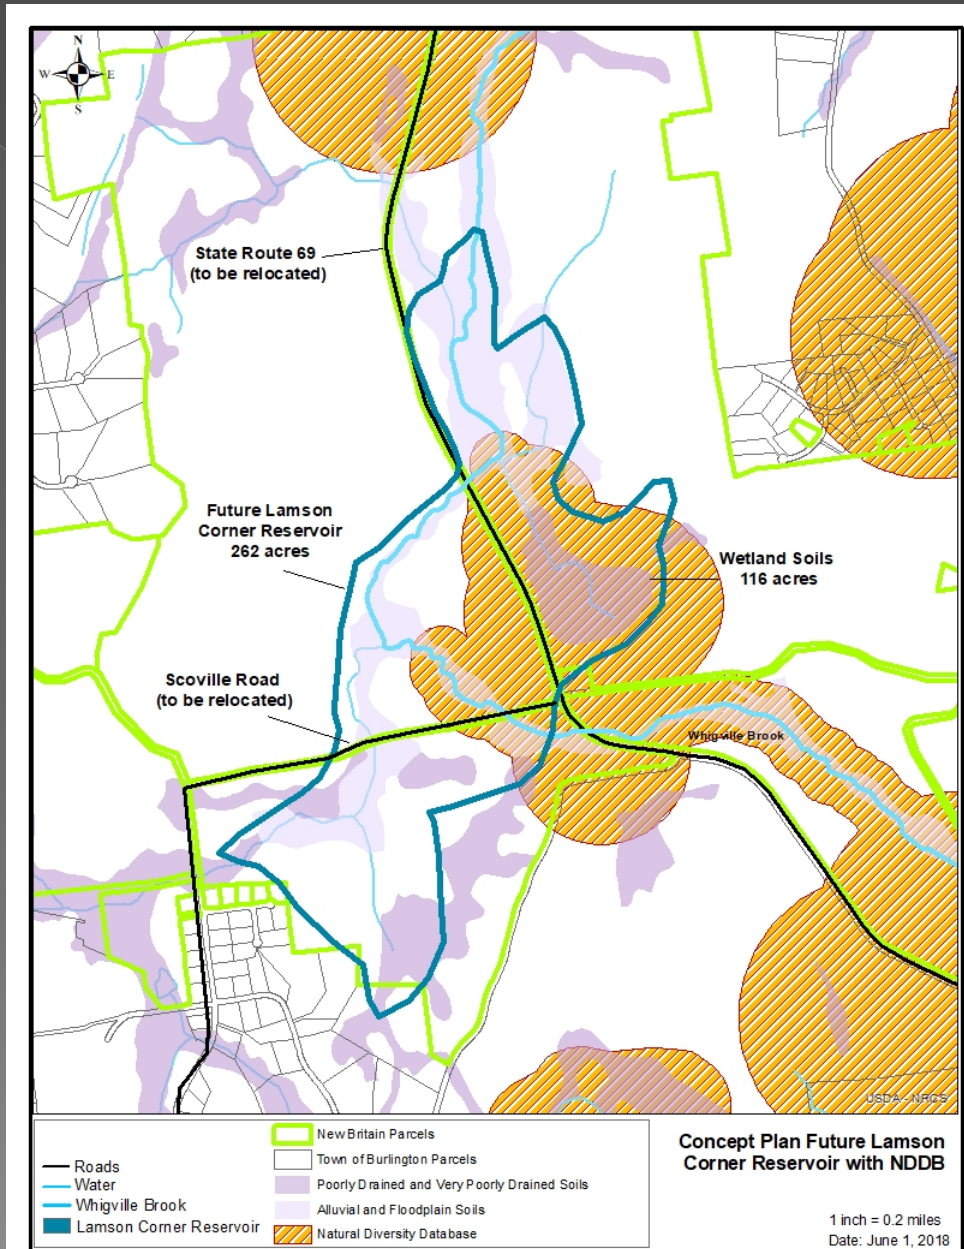 N
W E
S
State Route 69
(to be relocated)
Future Lamson
Corner Reservoir
262 acres
Wetland Soils
116 acres
Scoville Road
(to be relocated)
Whigville Brook
USDA - NRCS
Roads
Water
Whigville Brook
Lamson Corner Reservoir
New Britain Parcels
Town of Burlington Parcels
Poorly Drained and Very Poorly Drained Soils
Alluvial and Floodplain Soils
Natural Diversity Database
Concept Plan Future Lamson
Corner Reservoir with NDDB
1 inch = 0.2 miles
Date: June 1, 2018